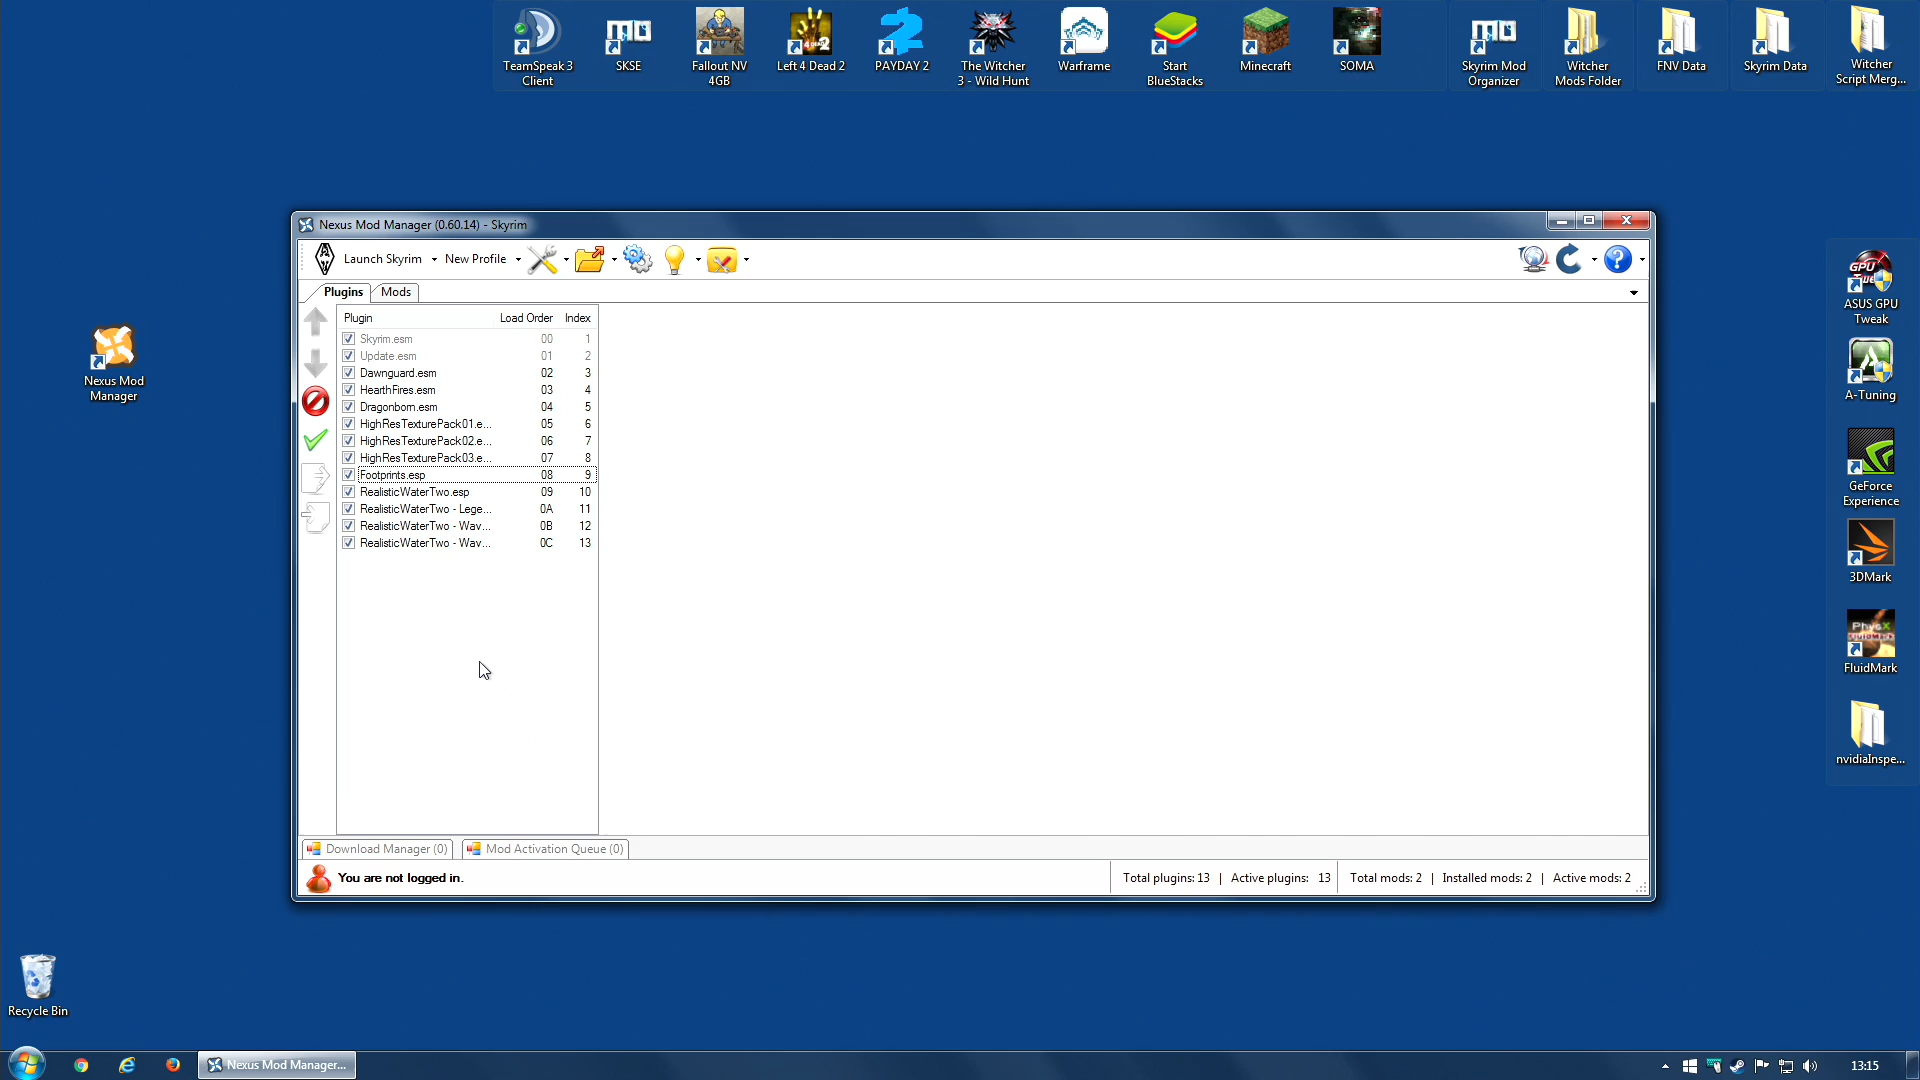 TeamSpeak 3
Client
SKSE
Fallout NV
4GB
Left 4 Dead 2
PAYDAY 2
The Witcher
3 - Wild Hunt
Warframe
Start
BlueStacks
Minecraft
SOMA
Skyrim Mod
Organizer
Witcher
Mods Folder
FNV Data
Skyrim Data
Witcher
Script Merg...
Nexus Mod
Manager
Recycle Bin
ASUS GPU
Tweak
A-Tuning
GeForce
Experience
3DMark
FluidMark
nvidiaInspe...
Nexus Mod Manager (0.60.14) - Skyrim
Launch Skyrim
New Profile
Plugins
Mods
Plugin Load Order Index
Skyrim.esm 00 1
Update.esm 01 2
Dawnguard.esm 02 3
HearthFires.esm 03 4
Dragonborn.esm 04 5
HighResTexturePack01.e... 05 6
HighResTexturePack02.e... 06 7
HighResTexturePack03.e... 07 8
Footprints.esp 08 9
RealisticWaterTwo.esp 09 10
RealisticWaterTwo - Lege... 0A 11
RealisticWaterTwo - Wav... 0B 12
RealisticWaterTwo - Wav... 0C 13
Download Manager (0)
Mod Activation Queue (0)
You are not logged in.
Total plugins: 13 | Active plugins: 13
Total mods: 2 | Installed mods: 2 | Active mods: 2
Nexus Mod Manager...
13:15